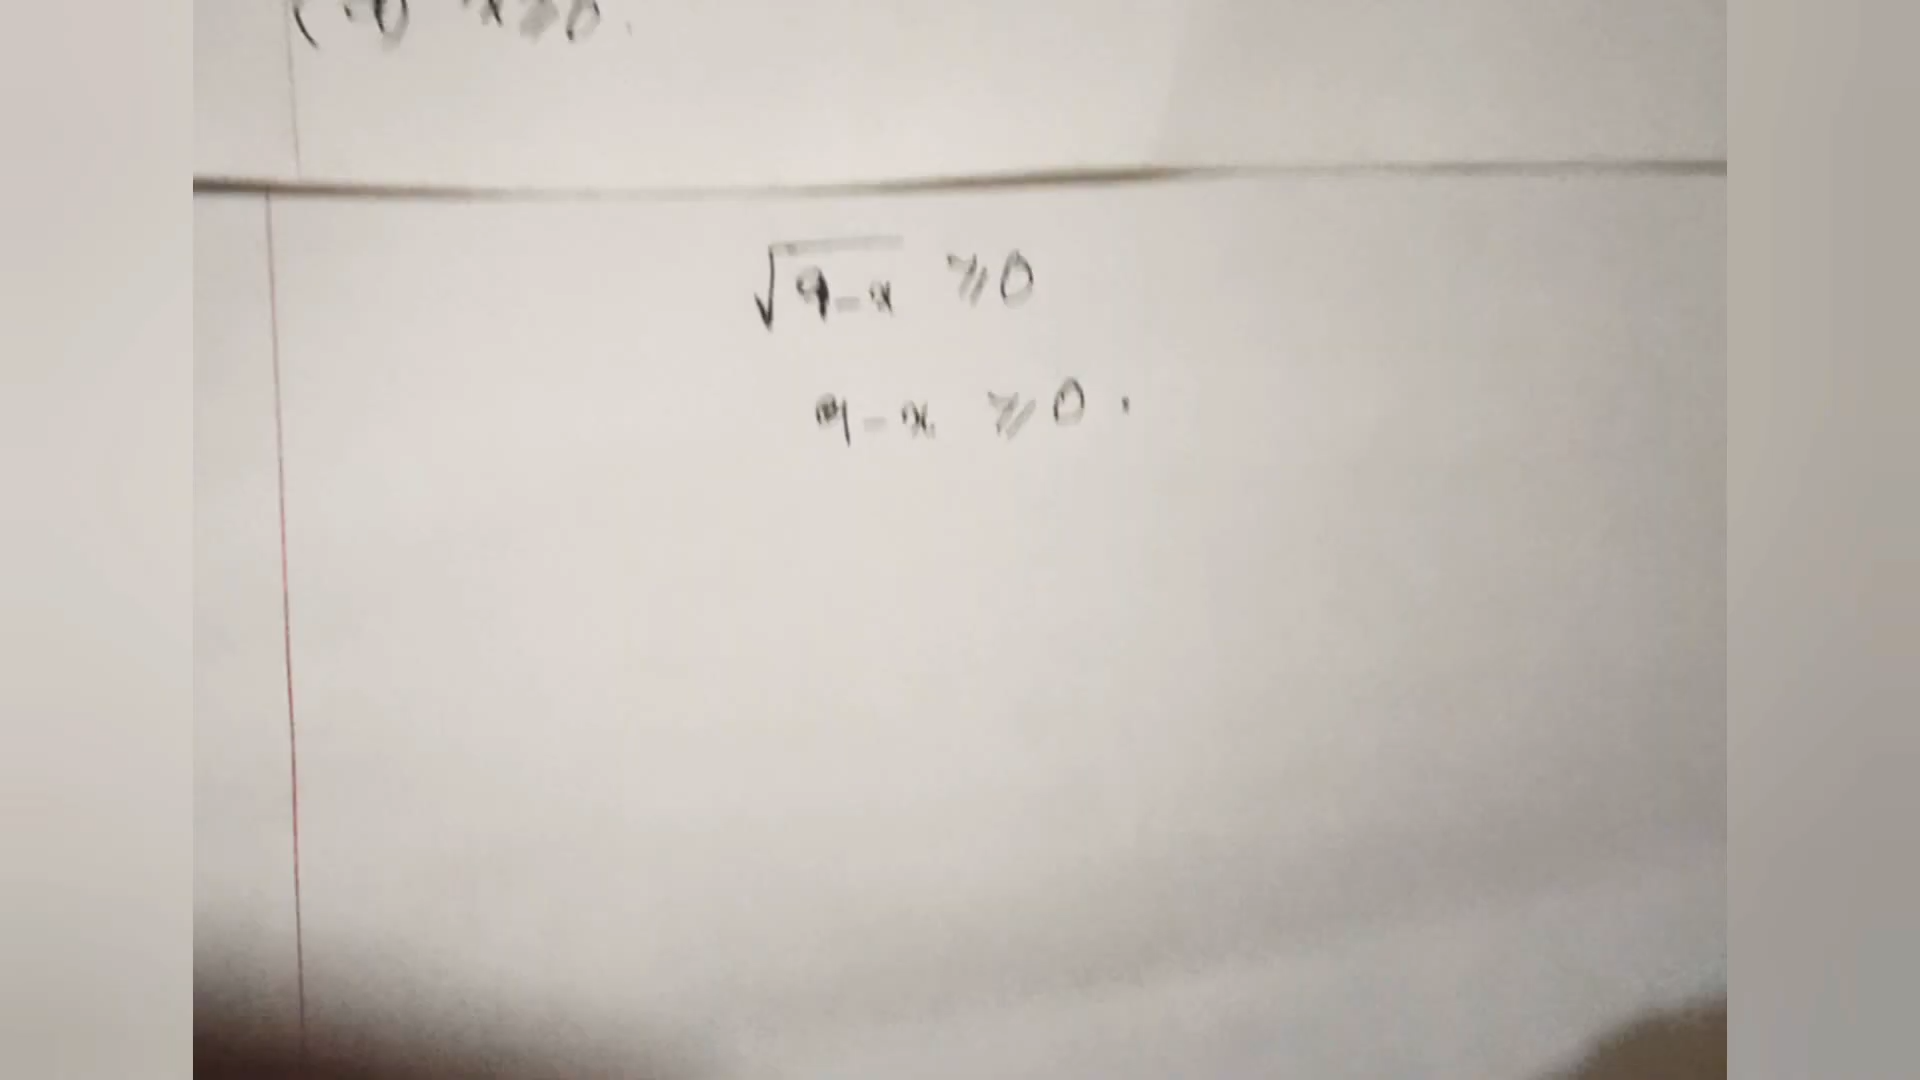 √9-x ≥ 0
9-x ≥ 0.